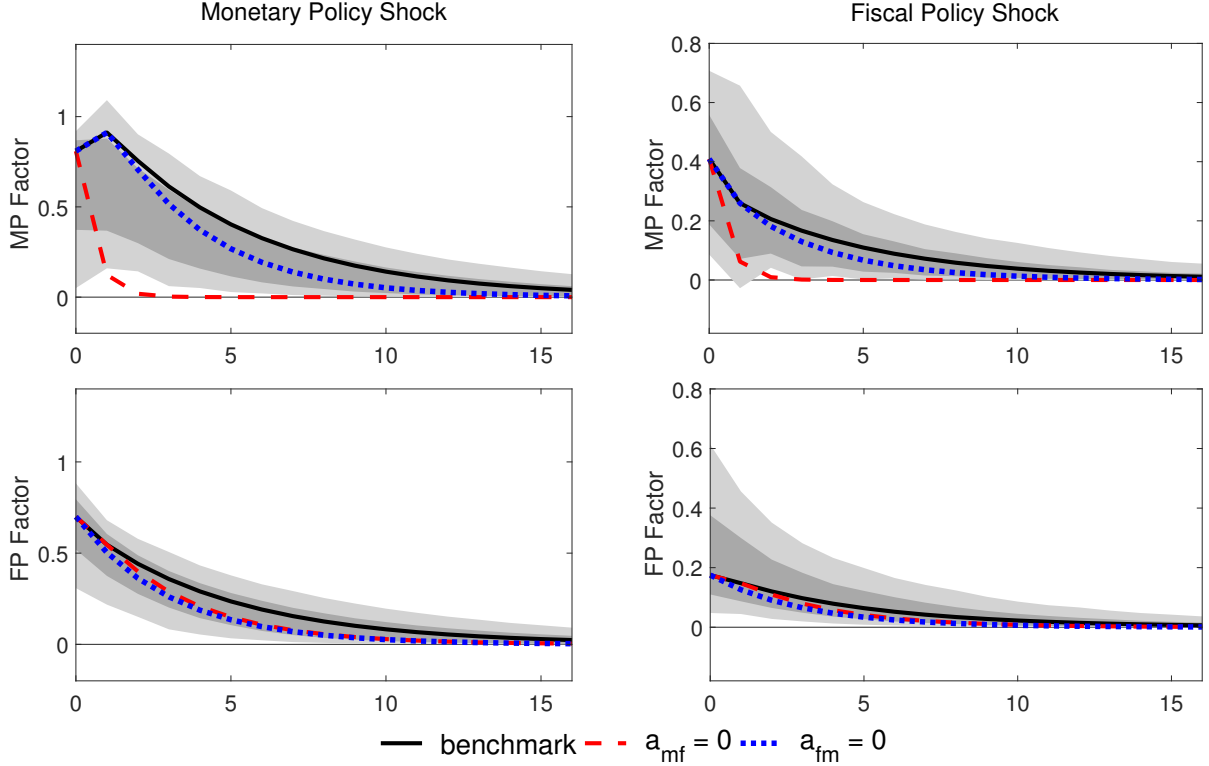 Monetary Policy Shock
Fiscal Policy Shock
MP Factor
1
0.5
0
0 5 10 15
MP Factor
0.8
0.6
0.4
0.2
0
0 5 10 15
FP Factor
1
0.5
0
0 5 10 15
FP Factor
0.8
0.6
0.4
0.2
0
0 5 10 15
benchmark a_mf = 0 a_fm = 0